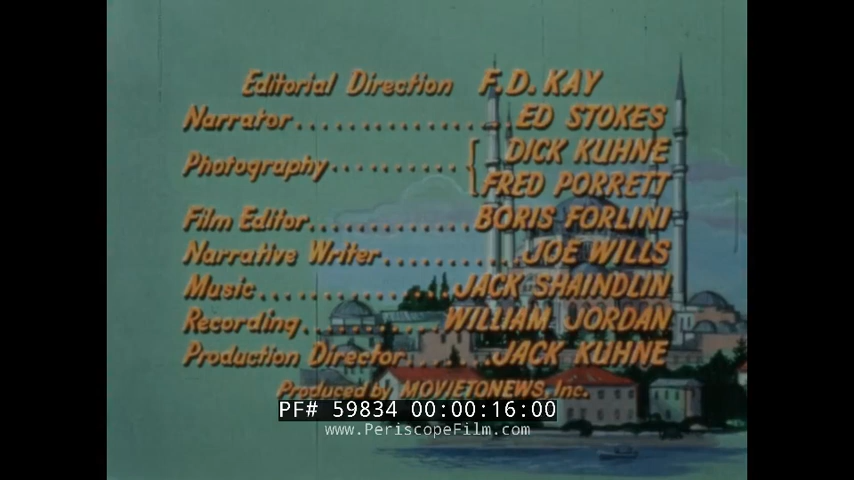 Editorial Direction F.D. KAY
Narrator................ED STOKES
Photography..........{ DICK KUHNE
FRED PORRETT
Film Editor.............BORIS FORLINI
Narrative Writer..........JOE WILLS
Music...............JACK SHAINDLIN
Recording...........WILLIAM JORDAN
Production Director.......JACK KUHNE
Produced by MOVIETONEWS, Inc.
PF# 59834 00:00:16:00
www.PeriscopeFilm.com